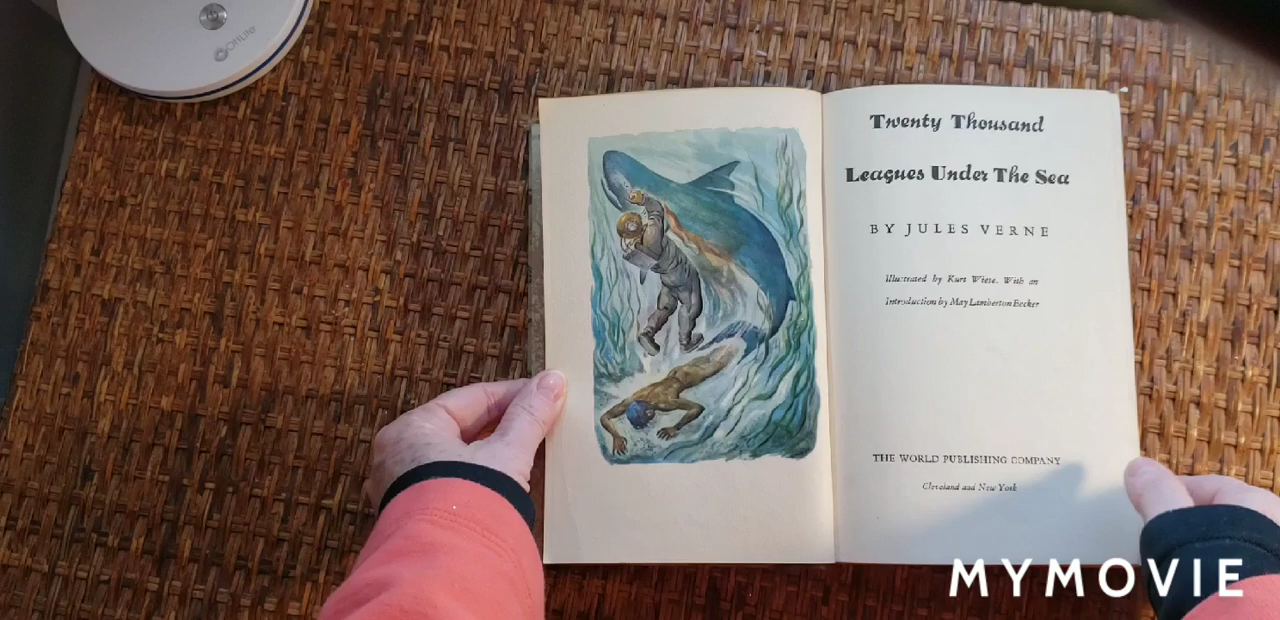 OHLUX
Twenty Thousand
Leagues Under The Sea
BY JULES VERNE
Illustrated by Kurt Wiese. With an
Introduction by May Lamberton Becker
THE WORLD PUBLISHING COMPANY
Cleveland and New York
MYMOVIE